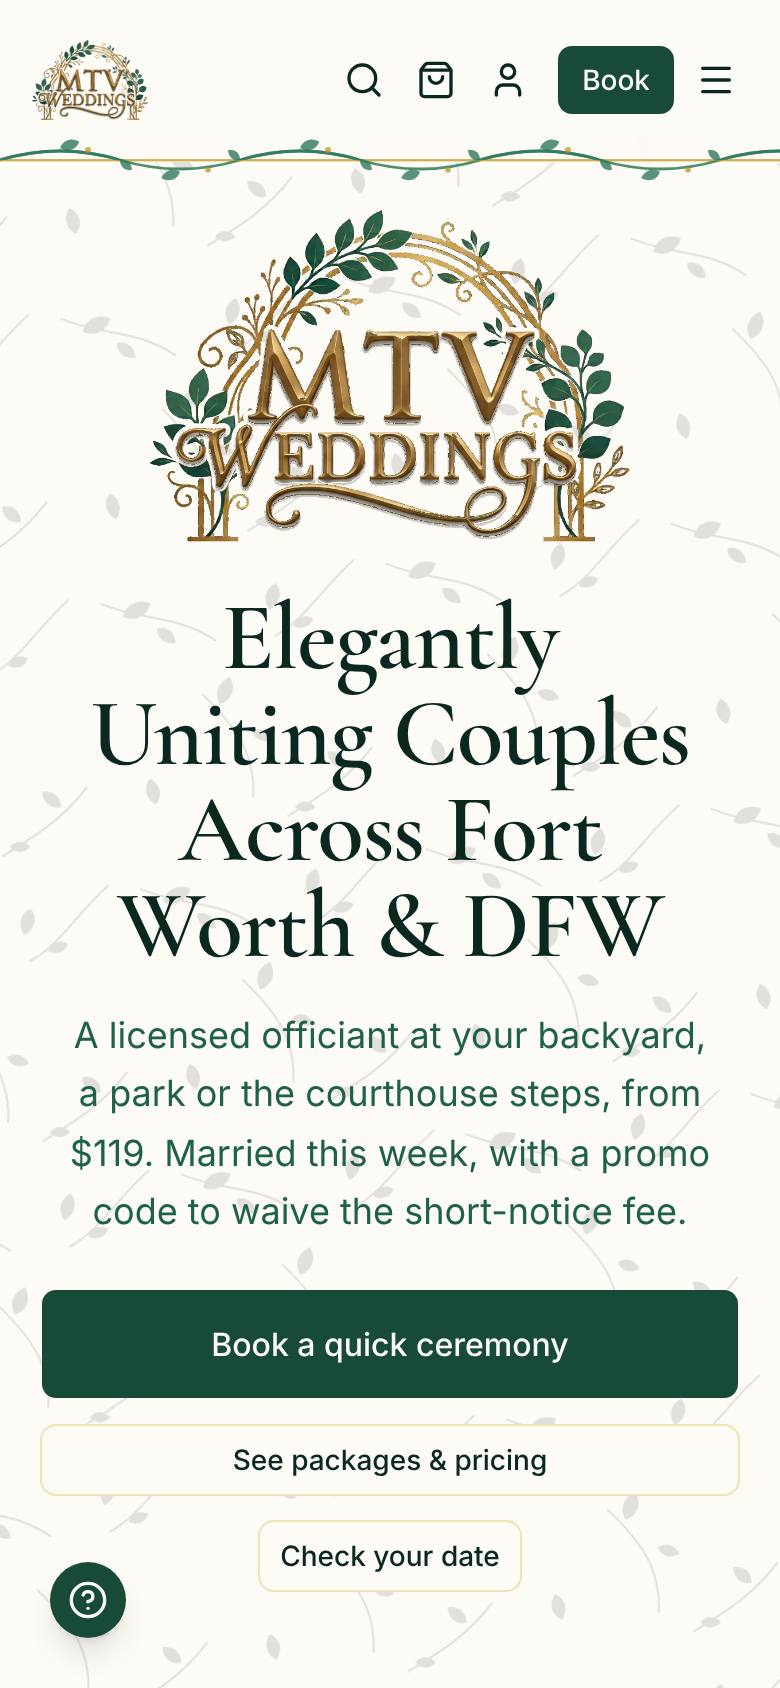 MTV
WEDDINGS
Book
MTV
WEDDINGS
Elegantly
Uniting Couples
Across Fort
Worth & DFW
A licensed officiant at your backyard,
a park or the courthouse steps, from
$119. Married this week, with a promo
code to waive the short-notice fee.
Book a quick ceremony
See packages & pricing
Check your date